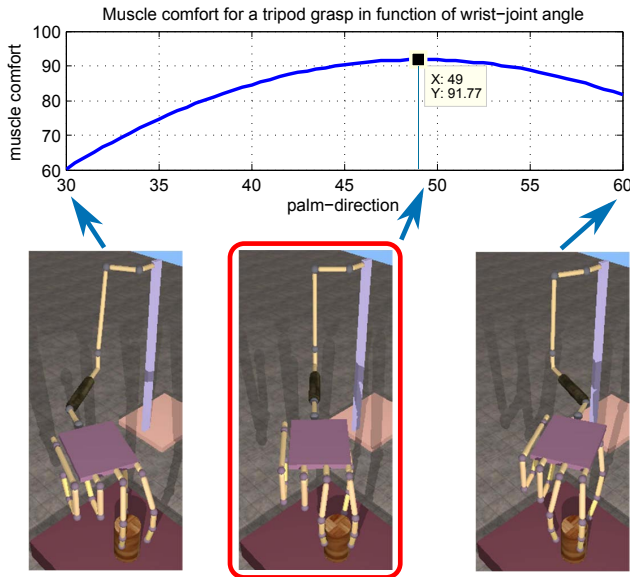 Muscle comfort for a tripod grasp in function of wrist−joint angle
100
90
80
70
60
muscle comfort
X: 49
Y: 91.77
30 35 40 45 50 55 60
palm−direction